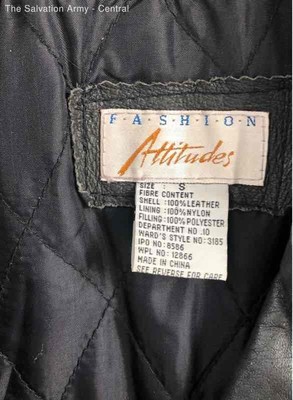 The Salvation Army - Central
F·A·S·H·I·O·N
Attitudes
SIZE : S
FIBRE CONTENT
SHELL :100%LEATHER
LINING :100%NYLON
FILLING:100%POLYESTER
DEPARTMENT NO .10
WARD'S STYLE NO:3185
IPO NO:8586
WPL NO: 12866
MADE IN CHINA
SEE REVERSE FOR CARE